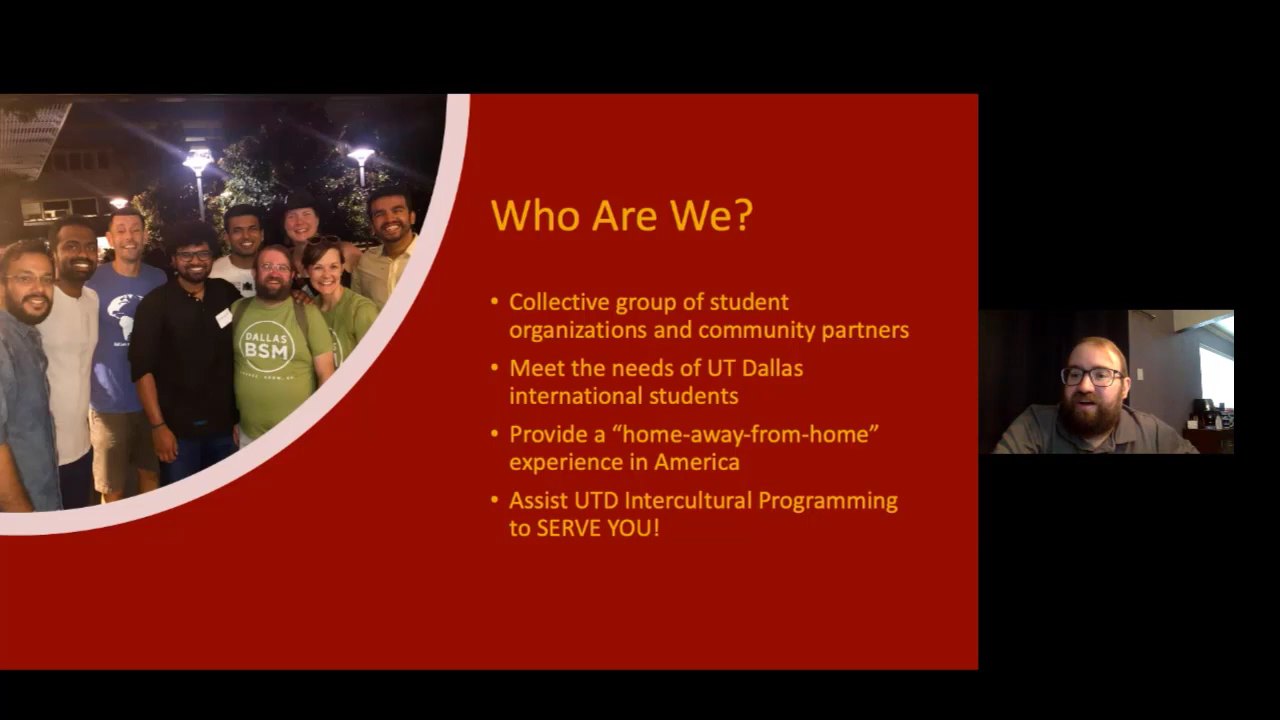 Who Are We?
• Collective group of student
organizations and community partners
• Meet the needs of UT Dallas
international students
• Provide a “home-away-from-home”
experience in America
• Assist UTD Intercultural Programming
to SERVE YOU!
DALLAS
BSM